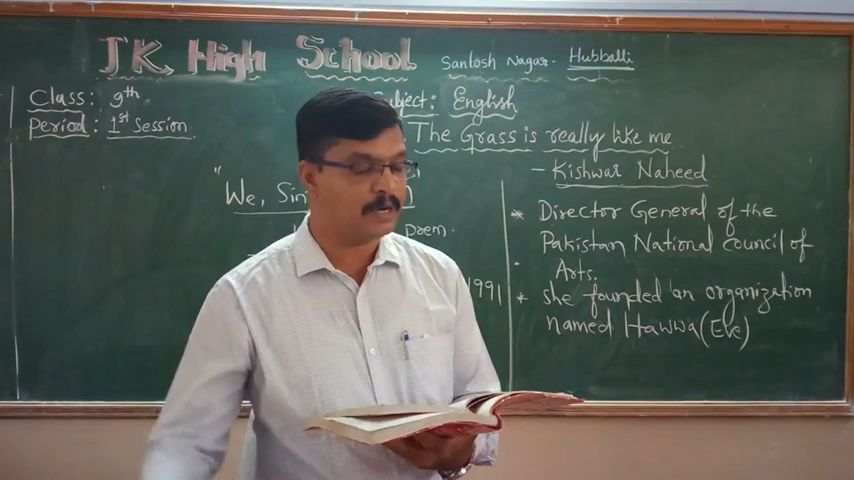 JK High School Santosh Nagar- Hubballi
Class: 9th
Subject: English
Period: 1st Session.
The Grass is really like me
- Kishwar Naheed
"We, Sin
* Director General of the
Pakistan National Council of
Arts.
1991
* she founded an organization
named Hawwa (Eve)